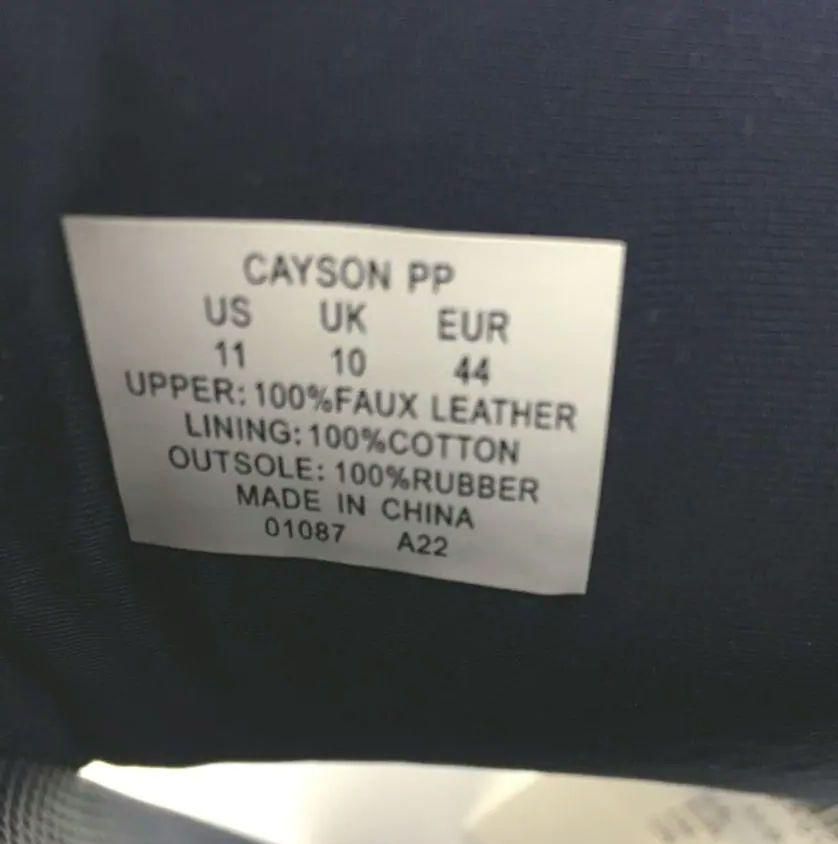 CAYSON PP
US UK EUR
11 10 44
UPPER: 100%FAUX LEATHER
LINING: 100%COTTON
OUTSOLE: 100%RUBBER
MADE IN CHINA
01087 A22